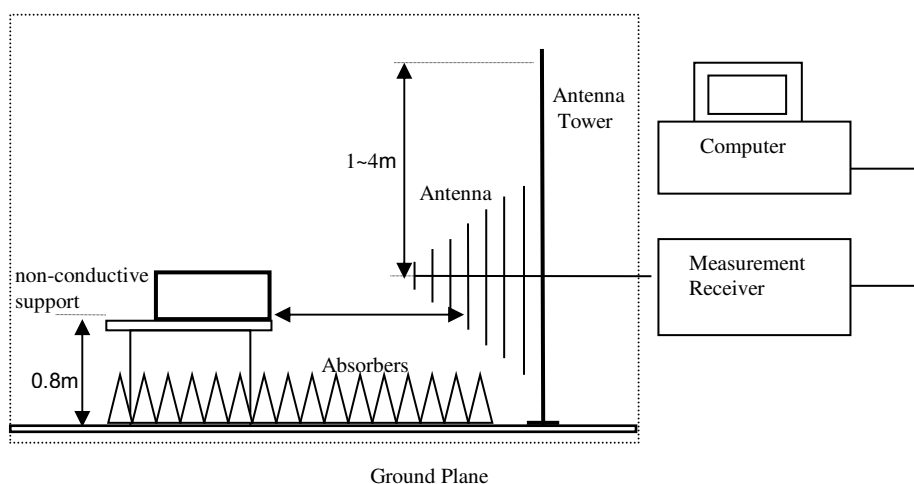 Antenna
Tower
Computer
1~4m
Antenna
non-conductive
support
Measurement
Receiver
0.8m
Absorbers
Ground Plane